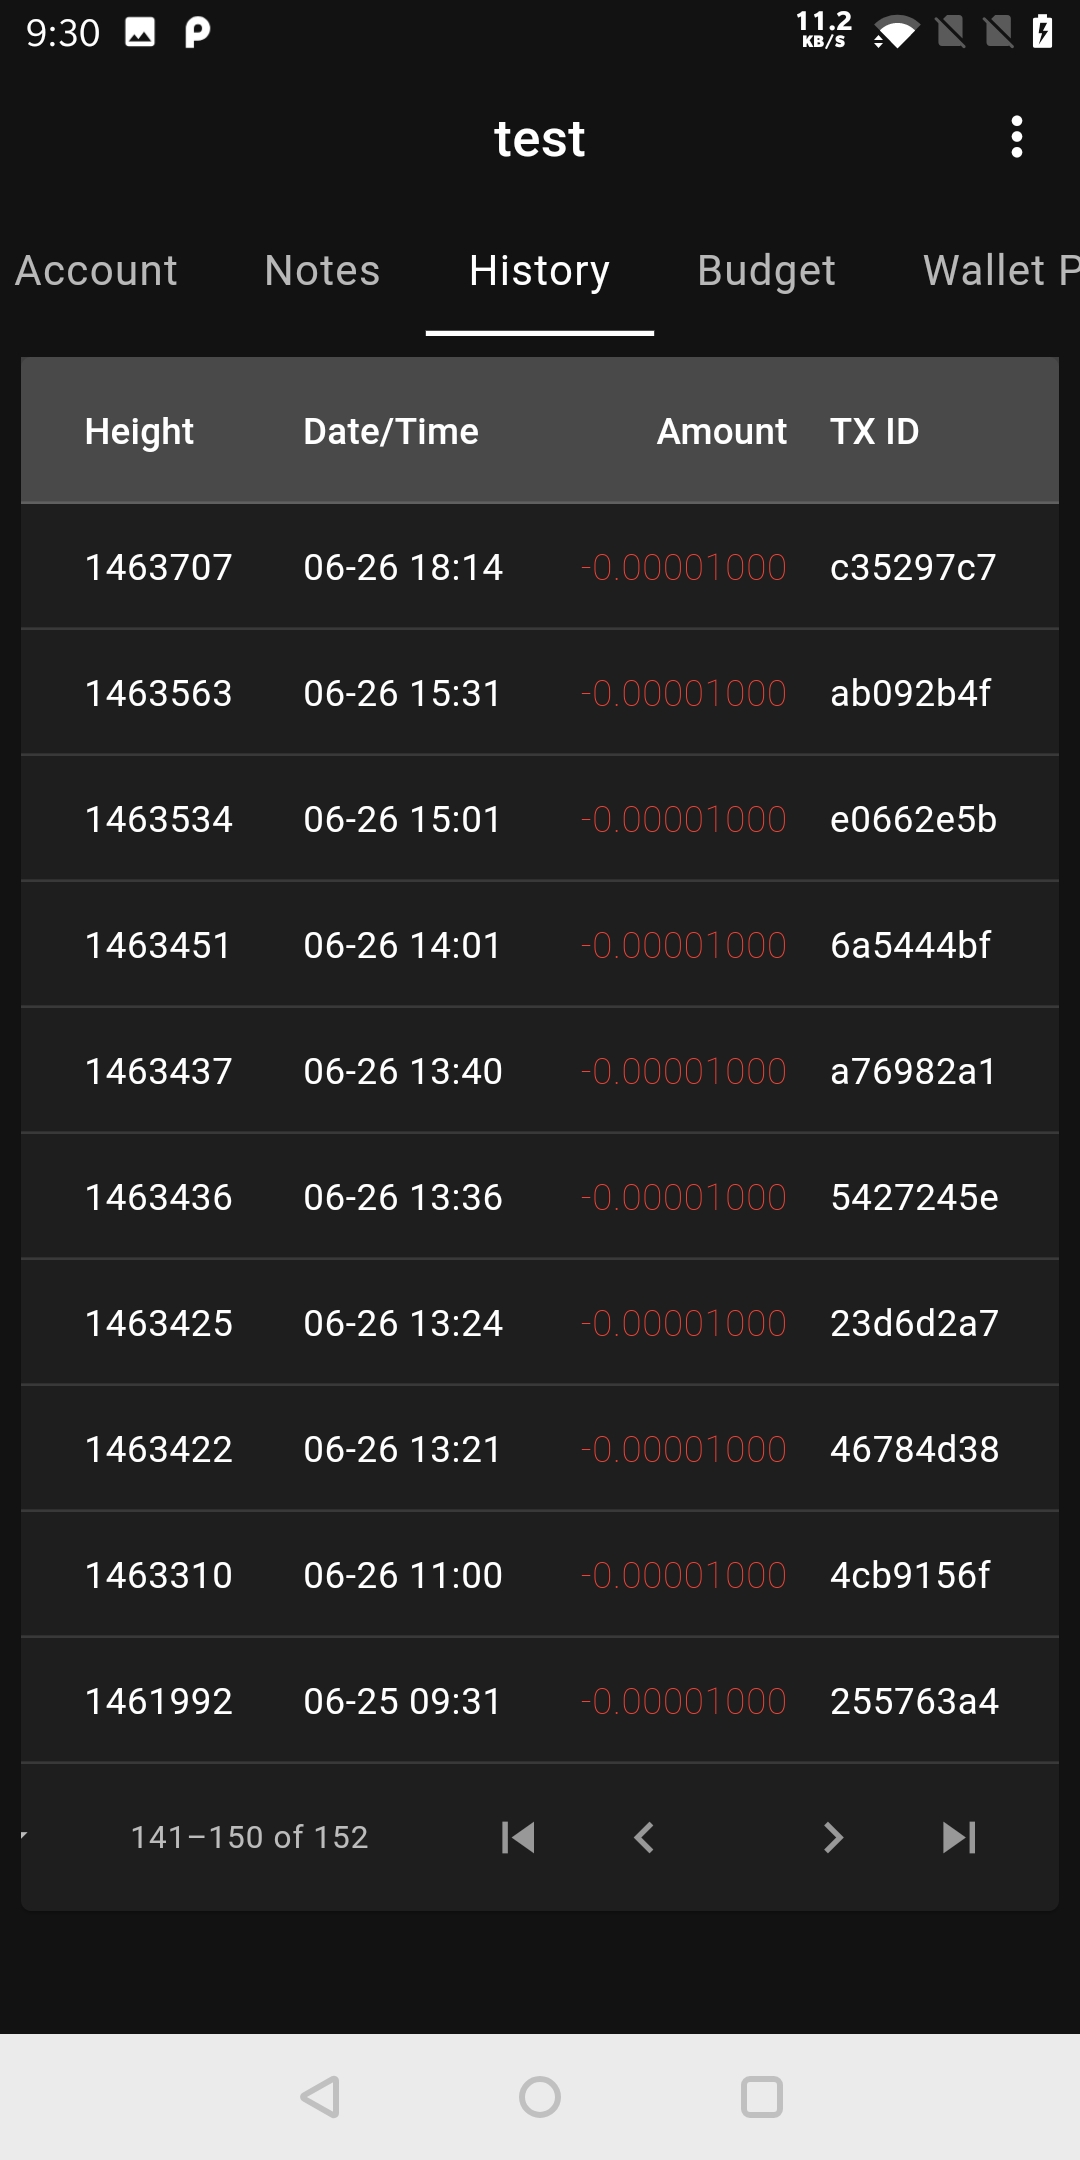 9:30
11.2
KB/S
test
Account Notes History Budget Wallet P
Height Date/Time Amount TX ID
1463707 06-26 18:14 -0.00001000 c35297c7
1463563 06-26 15:31 -0.00001000 ab092b4f
1463534 06-26 15:01 -0.00001000 e0662e5b
1463451 06-26 14:01 -0.00001000 6a5444bf
1463437 06-26 13:40 -0.00001000 a76982a1
1463436 06-26 13:36 -0.00001000 5427245e
1463425 06-26 13:24 -0.00001000 23d6d2a7
1463422 06-26 13:21 -0.00001000 46784d38
1463310 06-26 11:00 -0.00001000 4cb9156f
1461992 06-25 09:31 -0.00001000 255763a4
141–150 of 152